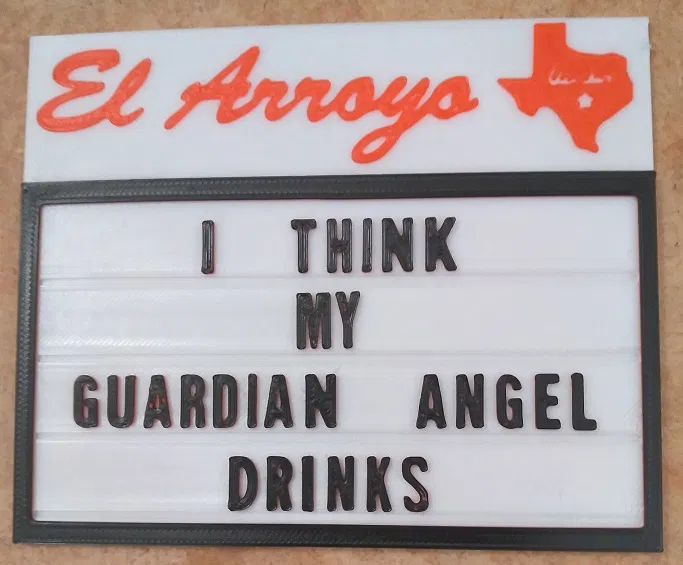 El Arroyo
I THINK
MY
GUARDIAN ANGEL
DRINKS